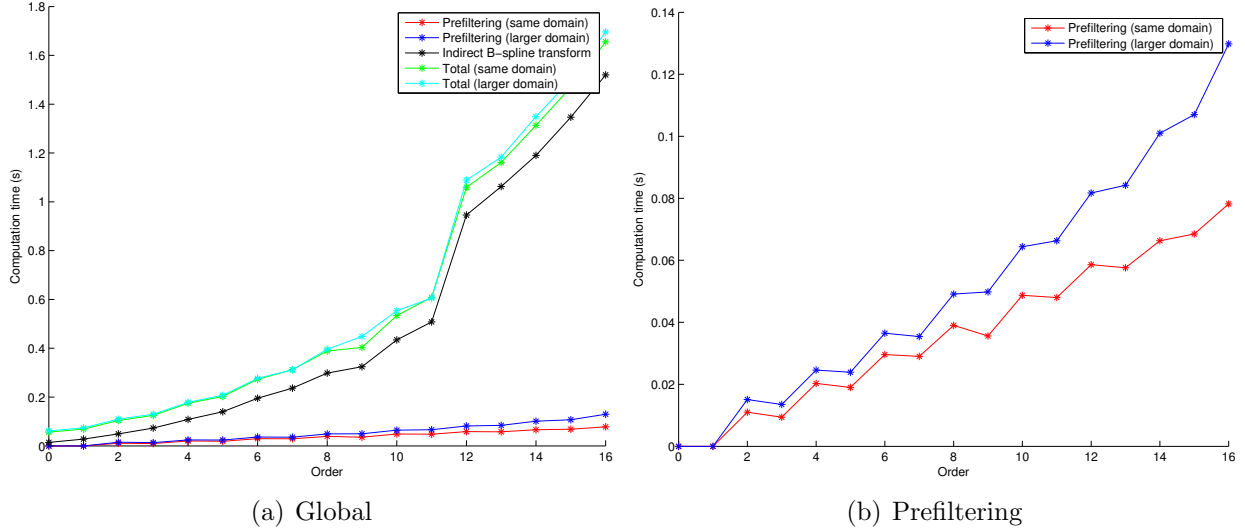 1.8
1.6
1.4
1.2
1
0.8
0.6
0.4
0.2
0
Computation time (s)
Prefiltering (same domain)
Prefiltering (larger domain)
Indirect B−spline transform
Total (same domain)
Total (larger domain)
0 2 4 6 8 10 12 14 16
Order
(a) Global
0.14
0.12
0.1
0.08
0.06
0.04
0.02
0
Computation time (s)
Prefiltering (same domain)
Prefiltering (larger domain)
0 2 4 6 8 10 12 14 16
Order
(b) Prefiltering